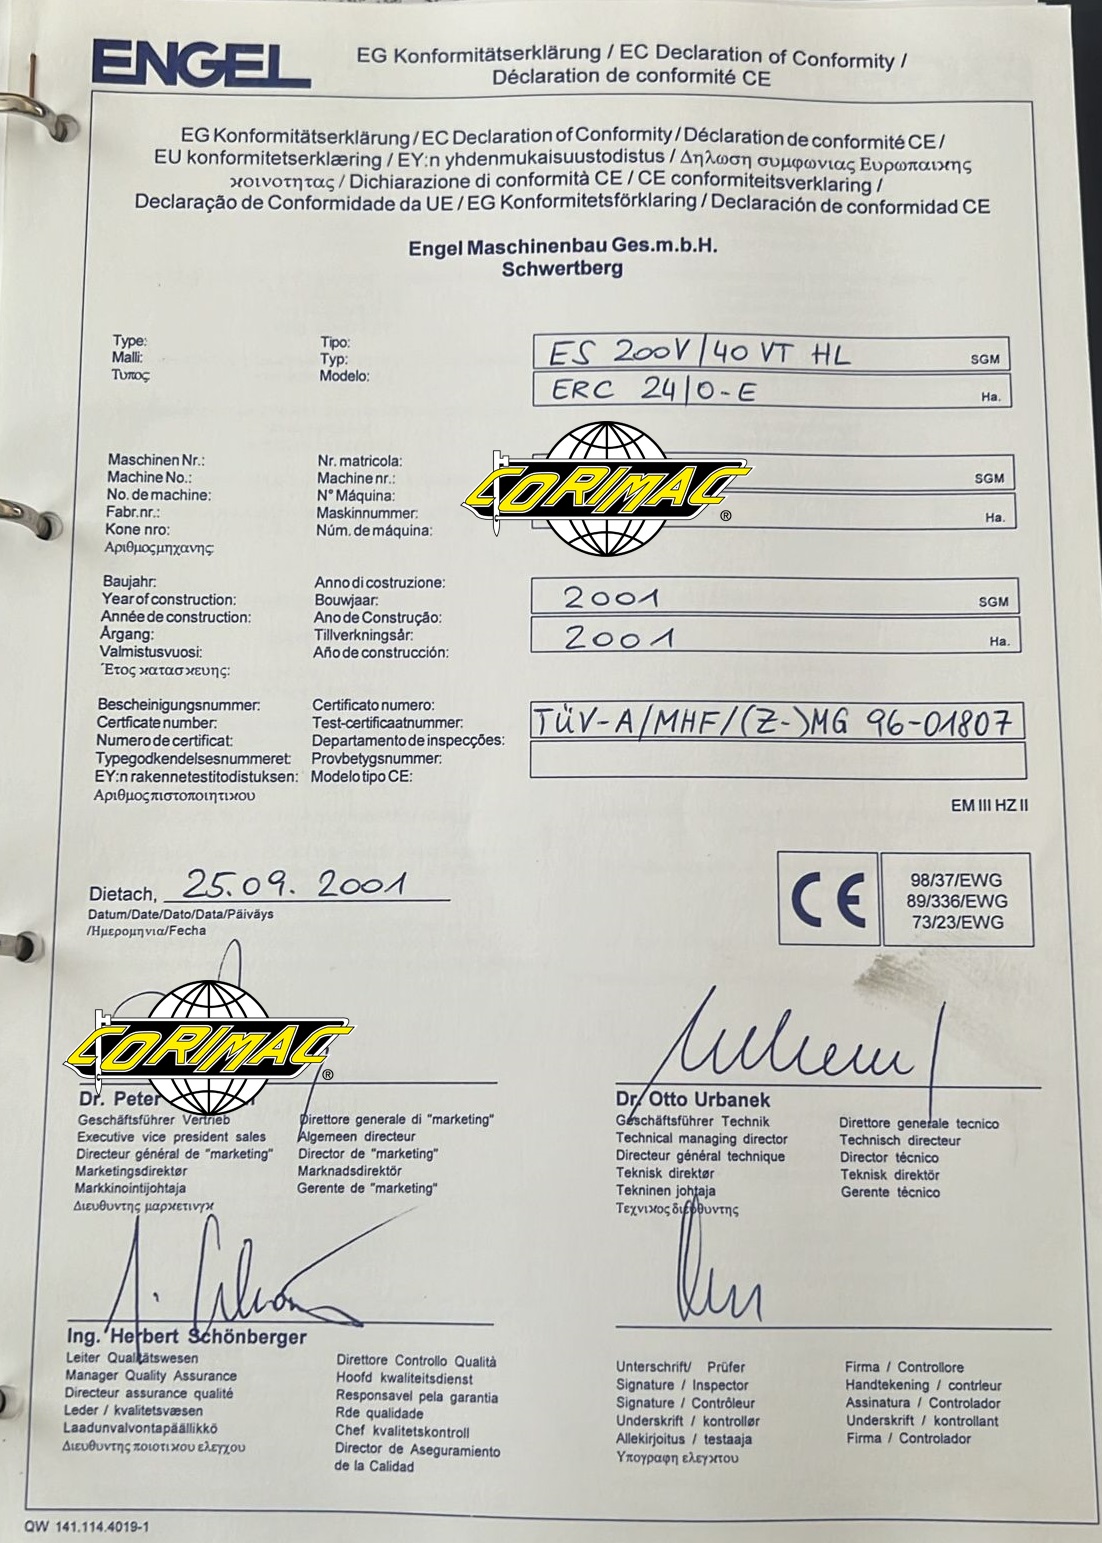 ENGEL
EG Konformitätserklärung / EC Declaration of Conformity /
Déclaration de conformité CE
EG Konformitätserklärung / EC Declaration of Conformity / Déclaration de conformité CE /
EU konformitetserklæring / EY:n yhdenmukaisuustodistus / Δηλωση συμφωνιας Ευρωπαιχης
χοινοτητας / Dichiarazione di conformità CE / CE conformiteitsverklaring /
Declaração de Conformidade da UE / EG Konformitetsförklaring / Declaración de conformidad CE
Engel Maschinenbau Ges.m.b.H.
Schwertberg
Type: Tipo:
Malli: Typ:
Τυπος Modelo:
ES 200V/40 VT HL SGM
ERC 24/0-E Ha.
Maschinen Nr.: Nr. matricola:
Machine No.: Machine nr.:
No. de machine: N° Máquina:
Fabr.nr.: Maskinnummer:
Kone nro: Núm. de máquina:
Αριθμοςμηχανης
SGM
Ha.
CORIMAC ®
Baujahr: Anno di costruzione:
Year of construction: Bouwjaar:
Année de construction: Ano de Construção:
Årgang: Tillverkningsår:
Valmistusvuosi: Año de construcción:
Έτος χατασχευης:
2001 SGM
2001 Ha.
Bescheinigungsnummer: Certificato numero:
Certficate number: Test-certificaatnummer:
Numero de certificat: Departamento de inspecções:
Typegodkendelsesnummeret: Provbetygsnummer:
EY:n rakennetestitodistuksen: Modelo tipo CE:
Αριθμοςπιστοποιητιχου
TÜV-A/MHF/(Z-)MG 96-01807
EM III HZ II
Dietach, 25.09.2001
Datum/Date/Dato/Data/Päiväys
/Ημερομηνια/Fecha
CE
98/37/EWG
89/336/EWG
73/23/EWG
CORIMAC ®
Dr. Peter
Geschäftsführer Vertrieb Direttore generale di "marketing"
Executive vice president sales Algemeen directeur
Directeur général de "marketing" Director de "marketing"
Marketingsdirektør Marknadsdirektör
Markkinointijohtaja Gerente de "marketing"
Διευθυντης μαρχετινγχ
Dr. Otto Urbanek
Geschäftsführer Technik Direttore generale tecnico
Technical managing director Technisch directeur
Directeur général technique Director técnico
Teknisk direktør Teknisk direktör
Tekninen johtaja Gerente técnico
Τεχνιχος διευθυντης
Ing. Herbert Schönberger
Leiter Qualitätswesen Direttore Controllo Qualità
Manager Quality Assurance Hoofd kwaliteitsdienst
Directeur assurance qualité Responsavel pela garantia
Leder / kvalitetsvæsen Rde qualidade
Laadunvalvontapäällikkö Chef kvalitetskontroll
Διευθυντης ποιοτιχου ελεγχου Director de Aseguramiento
de la Calidad
Unterschrift/ Prüfer Firma / Controllore
Signature / Inspector Handtekening / contrleur
Signature / Contrôleur Assinatura / Controlador
Underskrift / kontrollør Underskrift / kontrollant
Allekirjoitus / testaaja Firma / Controlador
Υπογραφη ελεγχτου
QW 141.114.4019-1